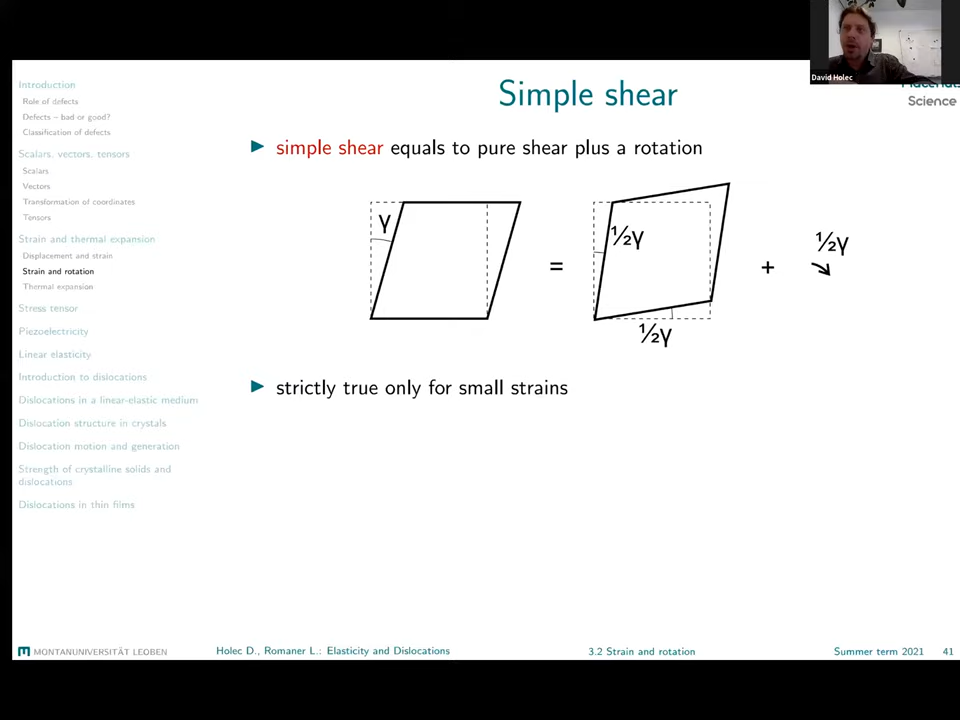 David Holec
Materials
Science
Introduction
Role of defects
Defects – bad or good?
Classification of defects
Scalars, vectors, tensors
Scalars
Vectors
Transformation of coordinates
Tensors
Strain and thermal expansion
Displacement and strain
Strain and rotation
Thermal expansion
Stress tensor
Piezoelectricity
Linear elasticity
Introduction to dislocations
Dislocations in a linear-elastic medium
Dislocation structure in crystals
Dislocation motion and generation
Strength of crystalline solids and
dislocations
Dislocations in thin films
Simple shear
simple shear equals to pure shear plus a rotation
γ
=
½γ
½γ
+
½γ
strictly true only for small strains
MONTANUNIVERSITÄT LEOBEN
Holec D., Romaner L.: Elasticity and Dislocations
3.2 Strain and rotation
Summer term 2021
41